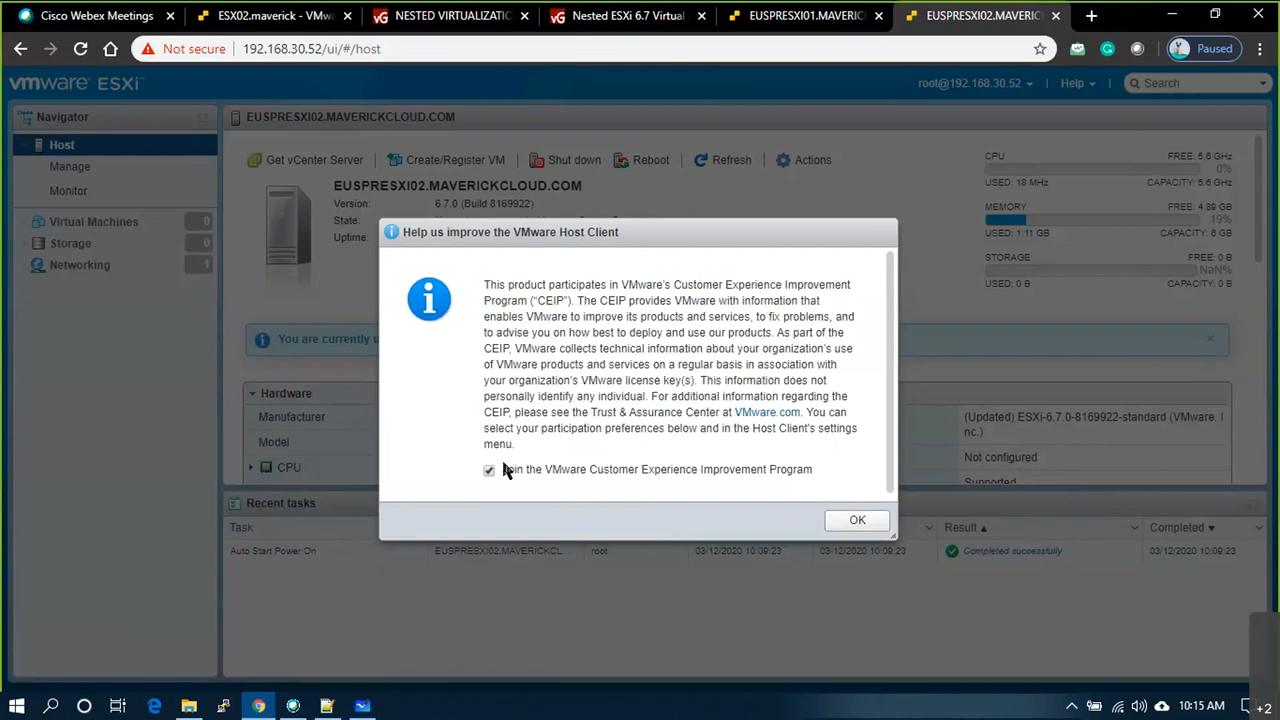 Cisco Webex Meetings
ESX02.maverick - VMw
NESTED VIRTUALIZATIO
Nested ESXi 6.7 Virtual
EUSPRESXI01.MAVERIC
EUSPRESXI02.MAVERIC
Not secure
192.168.30.52/ui/#/host
Paused
vmware ESXi
root@192.168.30.52
Help
Search
Navigator
EUSPRESXI02.MAVERICKCLOUD.COM
Host
Manage
Monitor
Virtual Machines 0
Storage 0
Networking 1
Get vCenter Server
Create/Register VM
Shut down
Reboot
Refresh
Actions
EUSPRESXI02.MAVERICKCLOUD.COM
Version: 6.7.0 (Build 8169922)
State:
Uptime:
CPU FREE: 5.6 GHz
0%
USED: 18 MHz CAPACITY: 5.6 GHz
MEMORY FREE: 4.89 GB
19%
USED: 1.11 GB CAPACITY: 6 GB
STORAGE FREE: 0 B
NaN%
USED: 0 B CAPACITY: 0 B
Help us improve the VMware Host Client
This product participates in VMware's Customer Experience Improvement
Program ("CEIP"). The CEIP provides VMware with information that
enables VMware to improve its products and services, to fix problems, and
to advise you on how best to deploy and use our products. As part of the
CEIP, VMware collects technical information about your organization's use
of VMware products and services on a regular basis in association with
your organization's VMware license key(s). This information does not
personally identify any individual. For additional information regarding the
CEIP, please see the Trust & Assurance Center at VMware.com. You can
select your participation preferences below and in the Host Client's settings
menu.
Join the VMware Customer Experience Improvement Program
OK
You are currently u
Hardware
Manufacturer
Model
CPU
(Updated) ESXi-6.7.0-8169922-standard (VMware, I
nc.)
Not configured
Supported
Recent tasks
Task
Result
Completed
Auto Start Power On
EUSPRESXI02.MAVERICKCL...
root
03/12/2020 10:09:23
03/12/2020 10:09:23
Completed successfully
03/12/2020 10:09:23
10:15 AM
+2